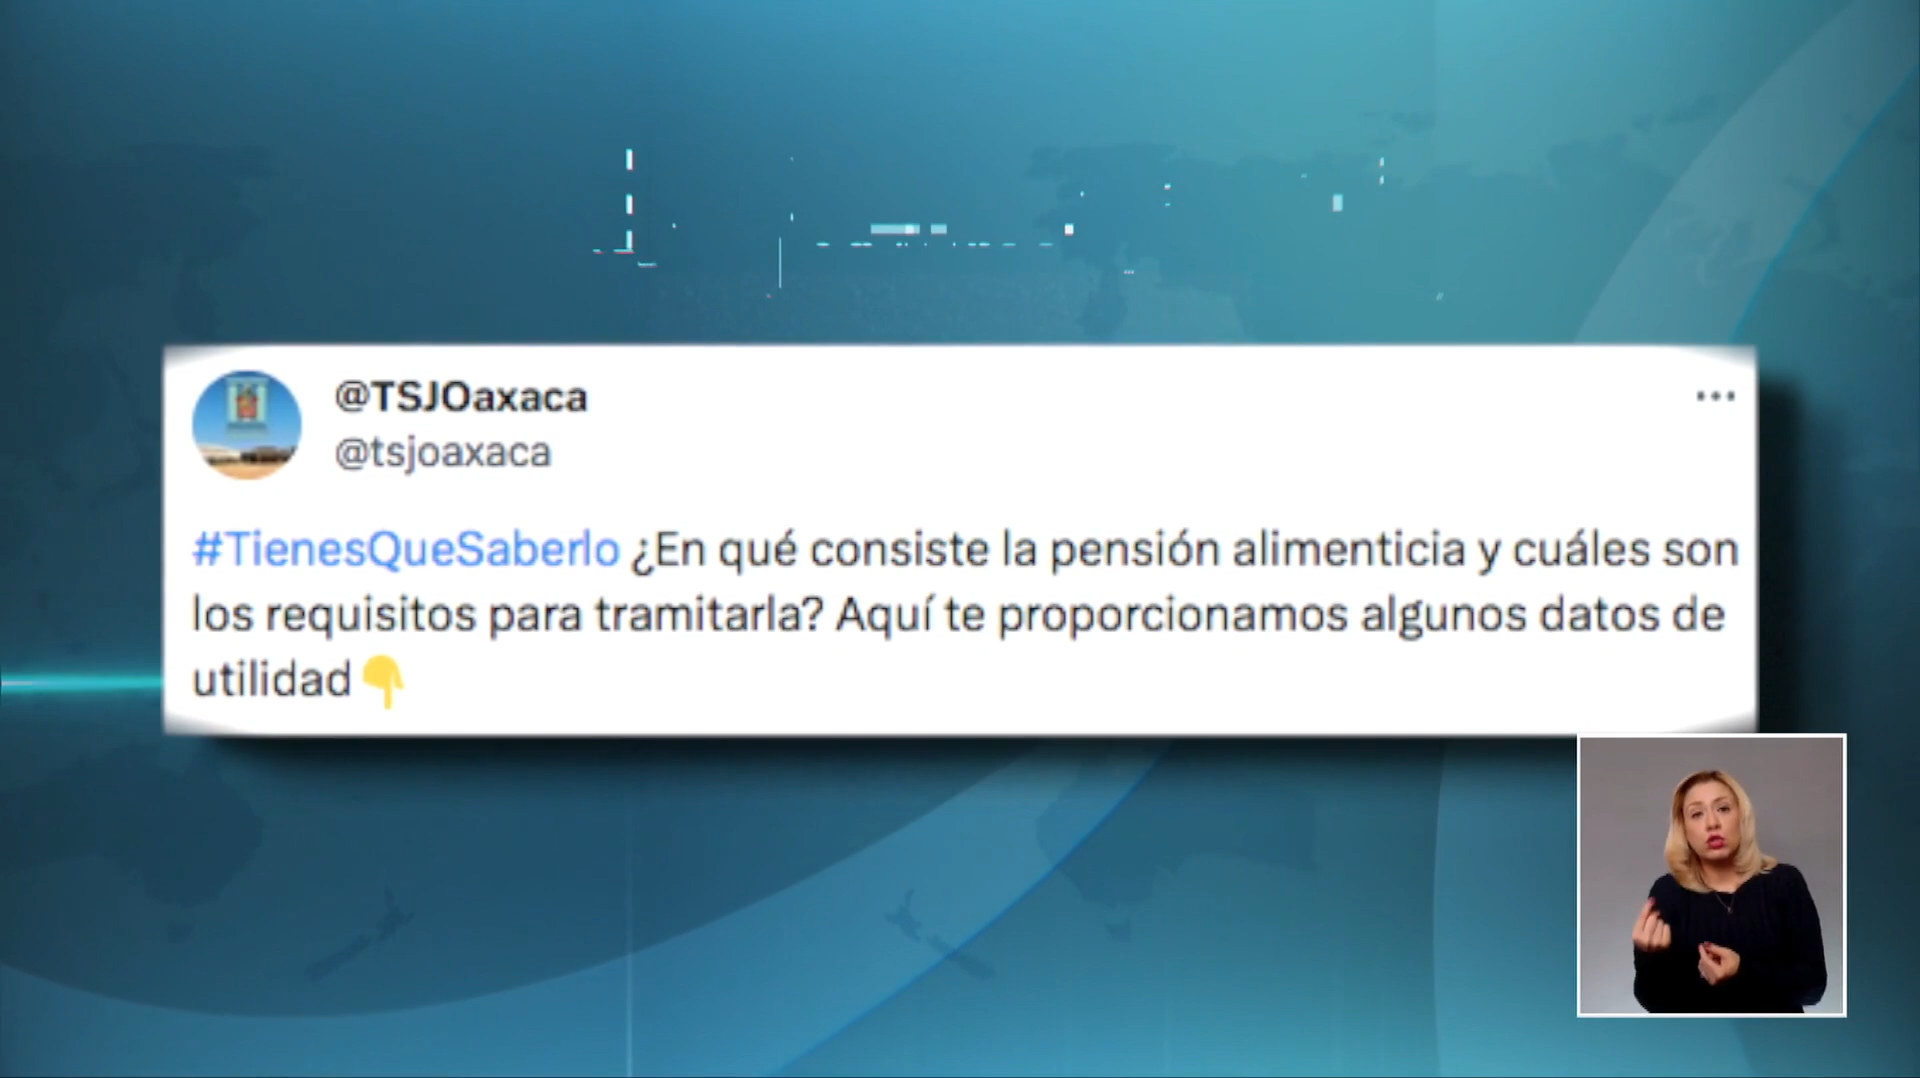 @TSJOaxaca
@tsjoaxaca
#TienesQueSaberlo ¿En qué consiste la pensión alimenticia y cuáles son
los requisitos para tramitarla? Aquí te proporcionamos algunos datos de
utilidad👇